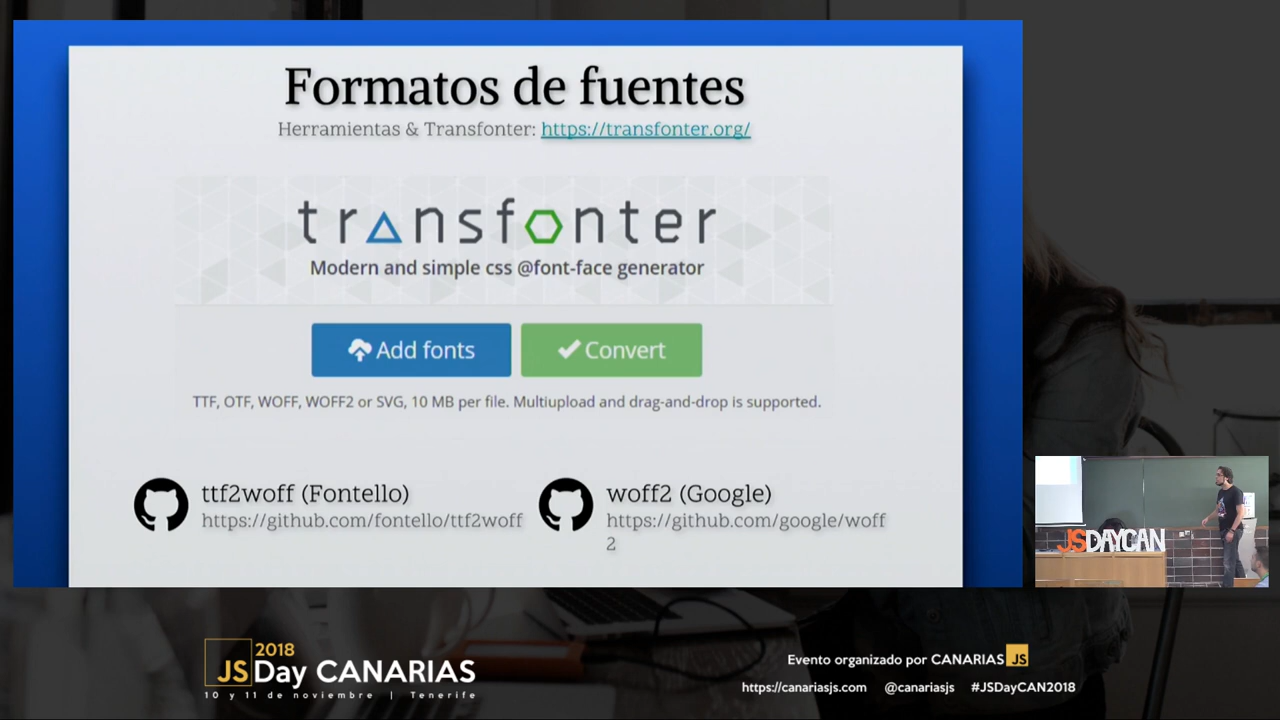 Formatos de fuentes
Herramientas & Transfonter: https://transfonter.org/
transfonter
Modern and simple css @font-face generator
Add fonts
Convert
TTF, OTF, WOFF, WOFF2 or SVG, 10 MB per file. Multiupload and drag-and-drop is supported.
ttf2woff (Fontello)
https://github.com/fontello/ttf2woff
woff2 (Google)
https://github.com/google/woff
2
JSDAYCAN
2018
JSDay CANARIAS
10 y 11 de noviembre | Tenerife
Evento organizado por CANARIAS JS
https://canariasjs.com @canariasjs #JSDayCAN2018